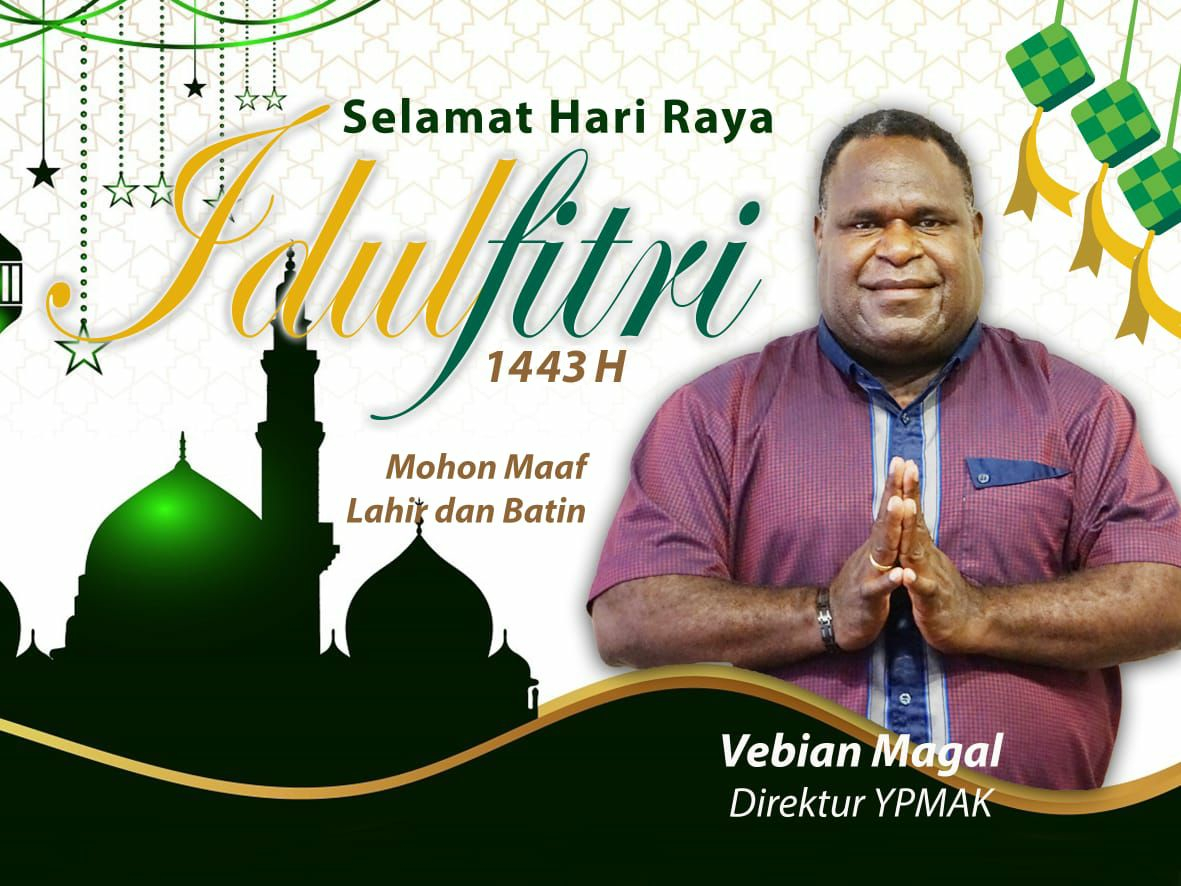 Selamat Hari Raya
Idulfitri
1443 H
Mohon Maaf
Lahir dan Batin
Vebian Magal
Direktur YPMAK